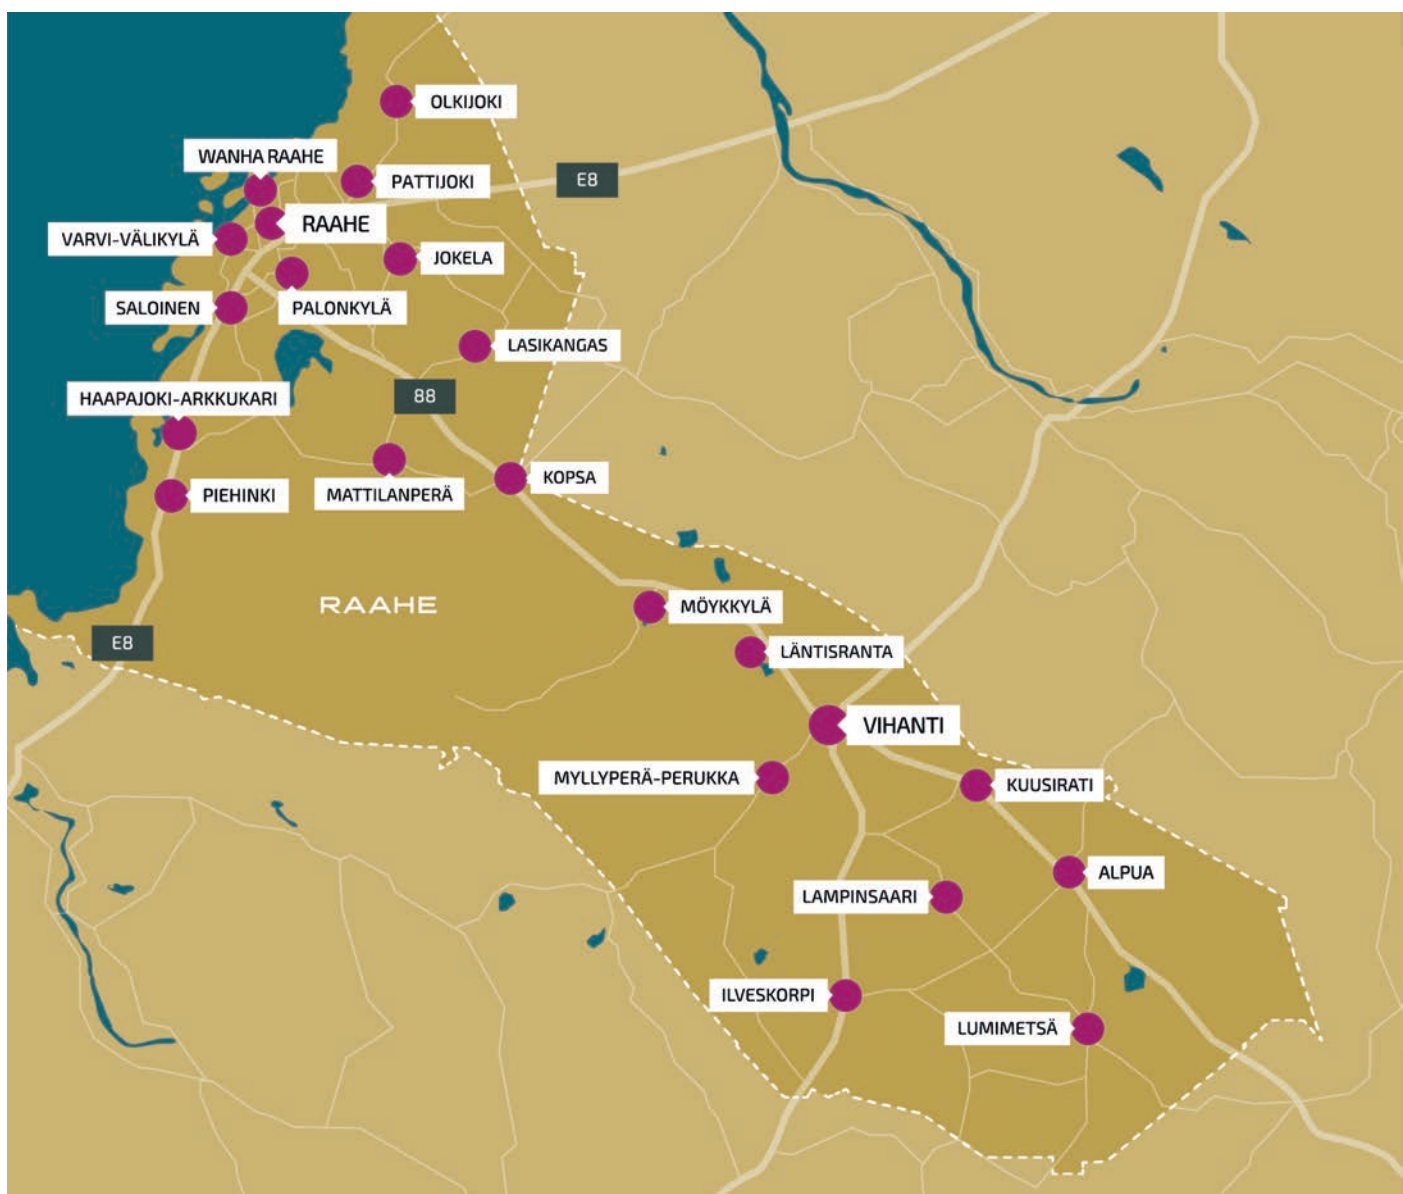 OLKIJOKI
WANHA RAAHE
PATTIJOKI
E8
RAAHE
VARVI-VÄLIKYLÄ
JOKELA
SALOINEN
PALONKYLÄ
LASIKANGAS
88
HAAPAJOKI-ARKKUKARI
KOPSA
PIEHINKI
MATTILANPERÄ
RAAHE
MÖYKKYLÄ
E8
LÄNTISRANTA
VIHANTI
MYLLYPERÄ-PERUKKA
KUUSIRATI
ALPUA
LAMPINSAARI
ILVESKORPI
LUMIMETSÄ